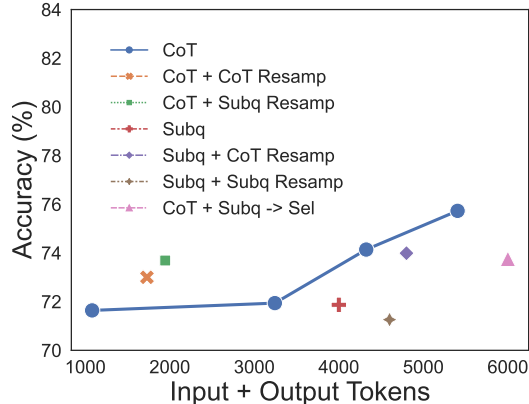 84
82
80
78
76
74
72
70
Accuracy (%)
CoT
CoT + CoT Resamp
CoT + Subq Resamp
Subq
Subq + CoT Resamp
Subq + Subq Resamp
CoT + Subq -> Sel
1000 2000 3000 4000 5000 6000
Input + Output Tokens